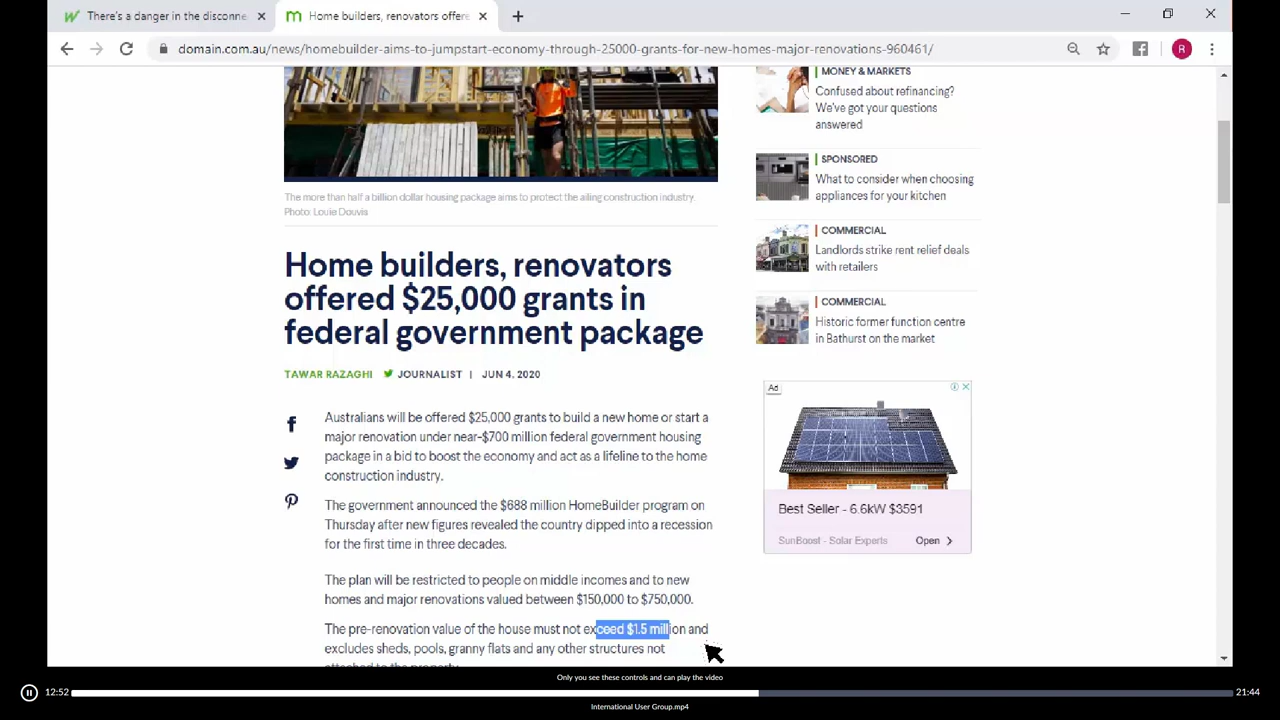 There's a danger in the disconne
Home builders, renovators offere
domain.com.au/news/homebuilder-aims-to-jumpstart-economy-through-25000-grants-for-new-homes-major-renovations-960461/
The more than half a billion dollar housing package aims to protect the ailing construction industry.
Photo: Louie Douvis
Home builders, renovators
offered $25,000 grants in
federal government package
TAWAR RAZAGHI JOURNALIST | JUN 4, 2020
Australians will be offered $25,000 grants to build a new home or start a
major renovation under near-$700 million federal government housing
package in a bid to boost the economy and act as a lifeline to the home
construction industry.
The government announced the $688 million HomeBuilder program on
Thursday after new figures revealed the country dipped into a recession
for the first time in three decades.
The plan will be restricted to people on middle incomes and to new
homes and major renovations valued between $150,000 to $750,000.
The pre-renovation value of the house must not exceed $1.5 million and
excludes sheds, pools, granny flats and any other structures not
attached to the property.
MONEY & MARKETS
Confused about refinancing?
We've got your questions
answered
SPONSORED
What to consider when choosing
appliances for your kitchen
COMMERCIAL
Landlords strike rent relief deals
with retailers
COMMERCIAL
Historic former function centre
in Bathurst on the market
Ad
Best Seller - 6.6kW $3591
SunBoost - Solar Experts
Open
R
Only you see these controls and can play the video
12:52
21:44
International User Group.mp4